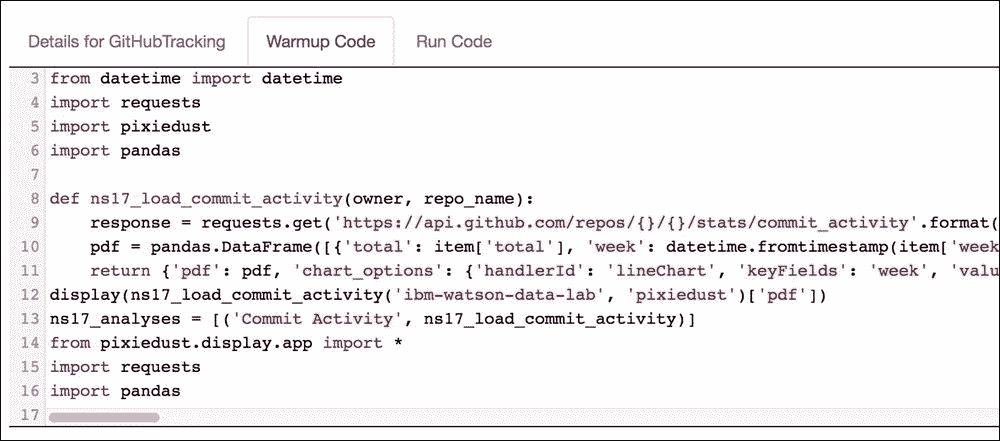 Details for GitHubTracking Warmup Code Run Code
3 from datetime import datetime
4 import requests
5 import pixiedust
6 import pandas
7
8 def ns17_load_commit_activity(owner, repo_name):
9     response = requests.get('https://api.github.com/repos/{}/{}/stats/commit_activity'.format(
10     pdf = pandas.DataFrame([{'total': item['total'], 'week': datetime.fromtimestamp(item['week
11     return {'pdf': pdf, 'chart_options': {'handlerId': 'lineChart', 'keyFields': 'week', 'valu
12 display(ns17_load_commit_activity('ibm-watson-data-lab', 'pixiedust')['pdf'])
13 ns17_analyses = [('Commit Activity', ns17_load_commit_activity)]
14 from pixiedust.display.app import *
15 import requests
16 import pandas
17